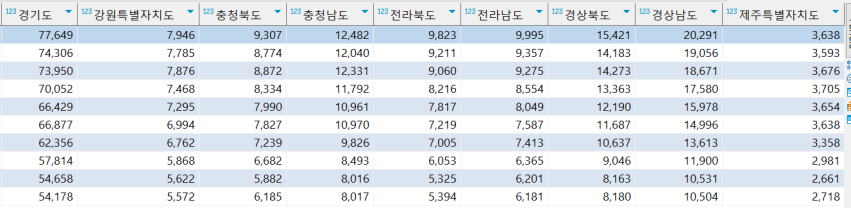 123 경기도 123 강원특별자치도 123 충청북도 123 충청남도 123 전라북도 123 전라남도 123 경상북도 123 경상남도 123 제주특별자치도
77,649 7,946 9,307 12,482 9,823 9,995 15,421 20,291 3,638
74,306 7,785 8,774 12,040 9,211 9,357 14,183 19,056 3,593
73,950 7,876 8,872 12,331 9,060 9,275 14,273 18,671 3,676
70,052 7,468 8,334 11,792 8,216 8,554 13,363 17,580 3,705
66,429 7,295 7,990 10,961 7,817 8,049 12,190 15,978 3,654
66,877 6,994 7,827 10,970 7,219 7,587 11,687 14,996 3,638
62,356 6,762 7,239 9,826 7,005 7,413 10,637 13,613 3,358
57,814 5,868 6,682 8,493 6,053 6,365 9,046 11,900 2,981
54,658 5,622 5,882 8,016 5,325 6,201 8,163 10,531 2,661
54,178 5,572 6,185 8,017 5,394 6,181 8,180 10,504 2,718